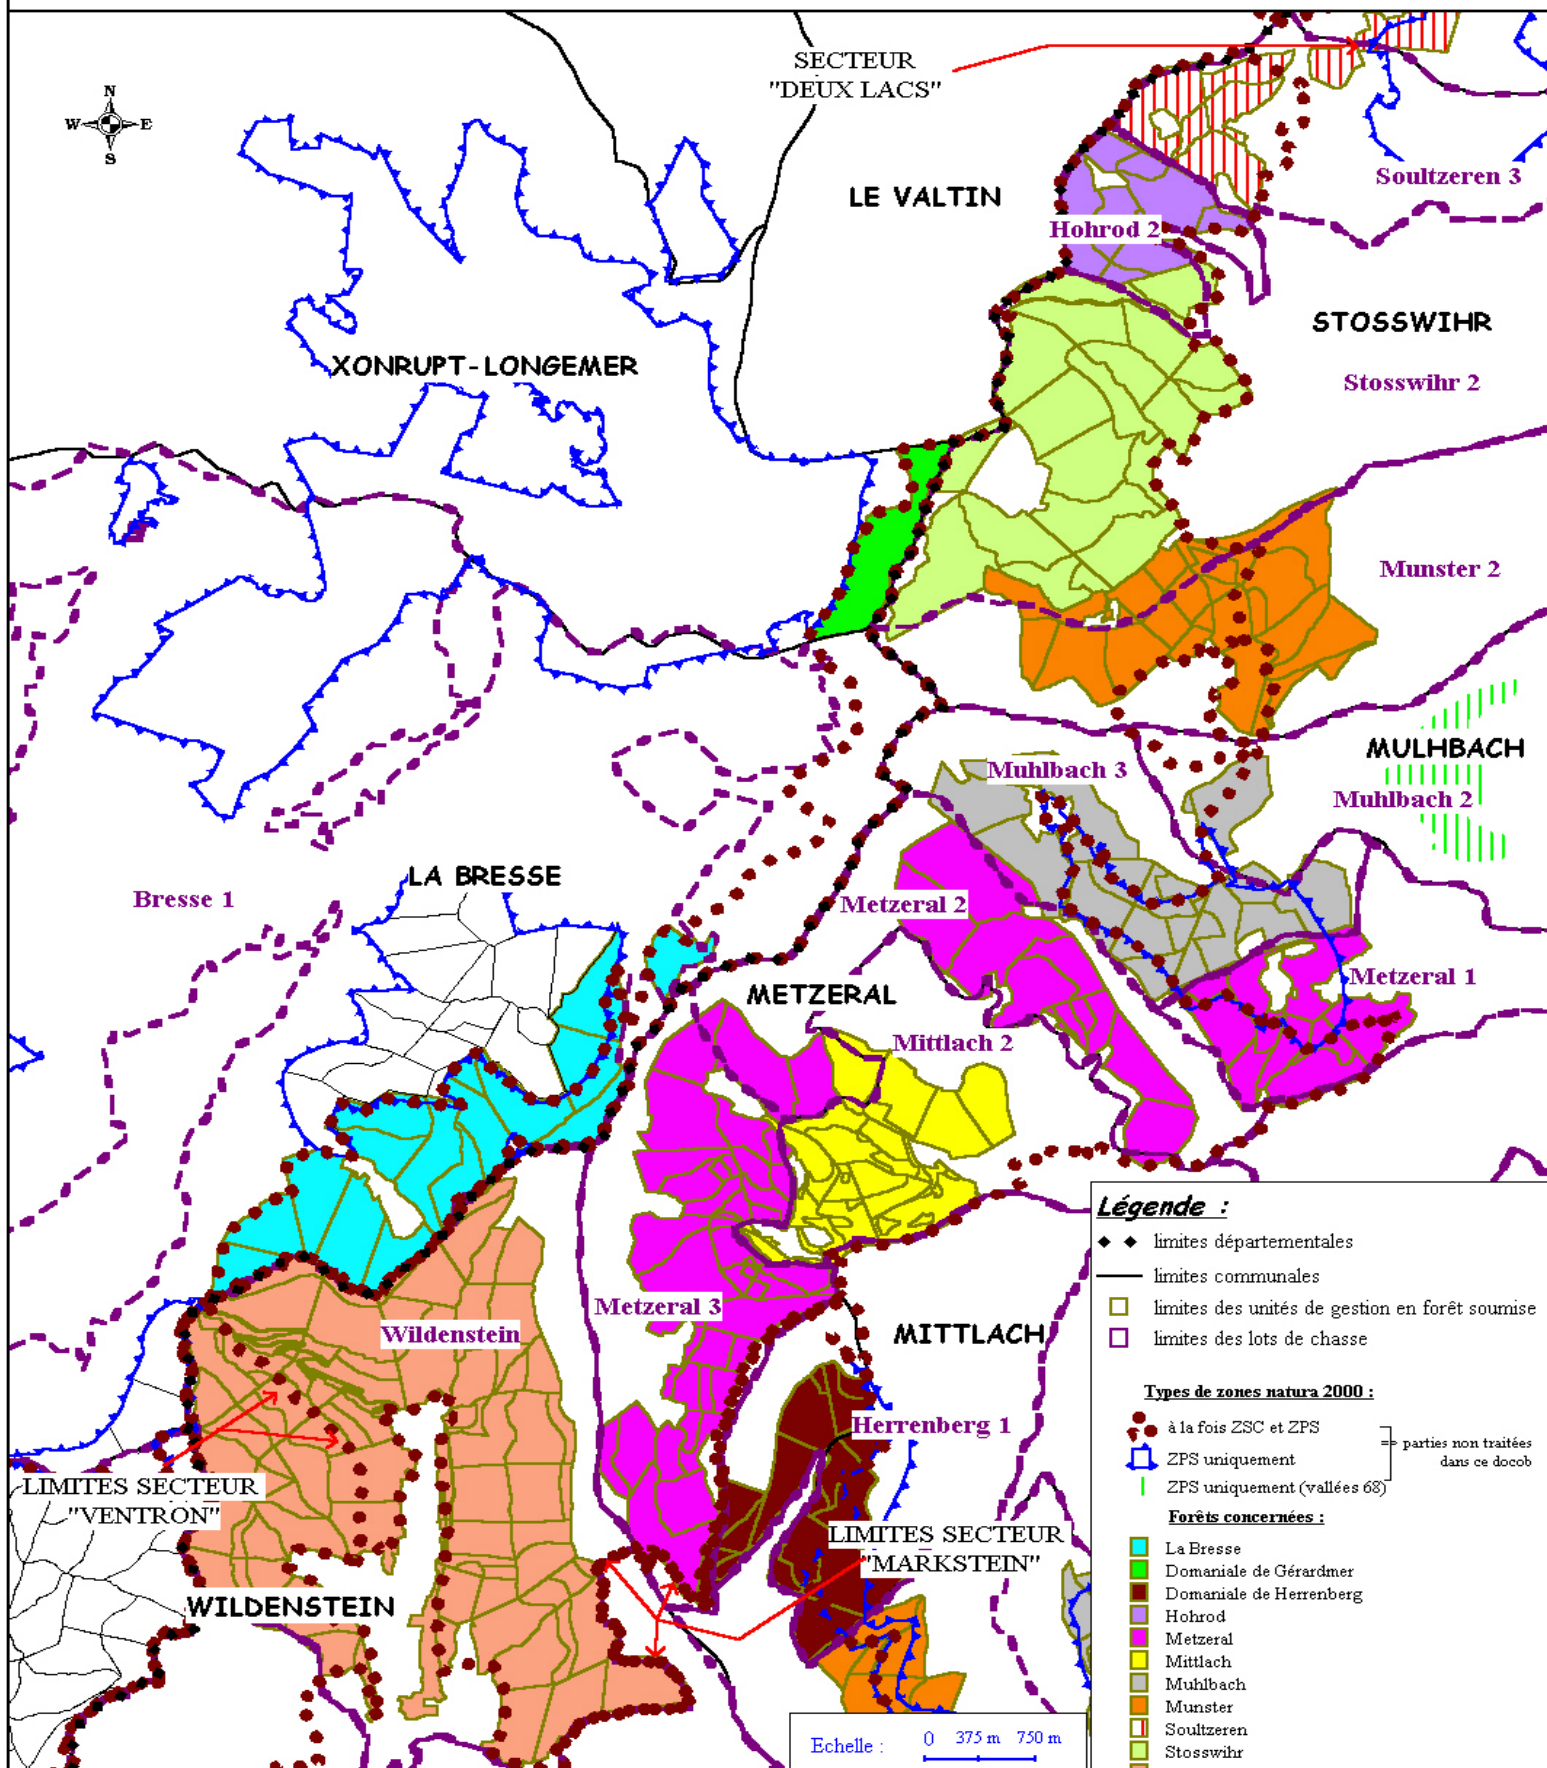 SECTEUR
"DEUX LACS"
N
W E
S
Soultzeren 3
LE VALTIN
Hohrod 2
STOSSWIHR
XONRUPT-LONGEMER
Stosswihr 2
Munster 2
MULHBACH
Muhlbach 3
Muhlbach 2
LA BRESSE
Bresse 1
Metzeral 2
Metzeral 1
METZERAL
Mittlach 2
Metzeral 3
Wildenstein
MITTLACH
Herrenberg 1
LIMITES SECTEUR
"VENTRON"
LIMITES SECTEUR
"MARKSTEIN"
WILDENSTEIN
Légende :
limites départementales
limites communales
limites des unités de gestion en forêt soumise
limites des lots de chasse
Types de zones natura 2000 :
à la fois ZSC et ZPS
ZPS uniquement
ZPS uniquement (vallées 68)
=> parties non traitées
dans ce docob
Forêts concernées :
La Bresse
Domaniale de Gérardmer
Domaniale de Herrenberg
Hohrod
Metzeral
Mittlach
Muhlbach
Munster
Soultzeren
Stosswihr
Echelle : 0 375 m 750 m